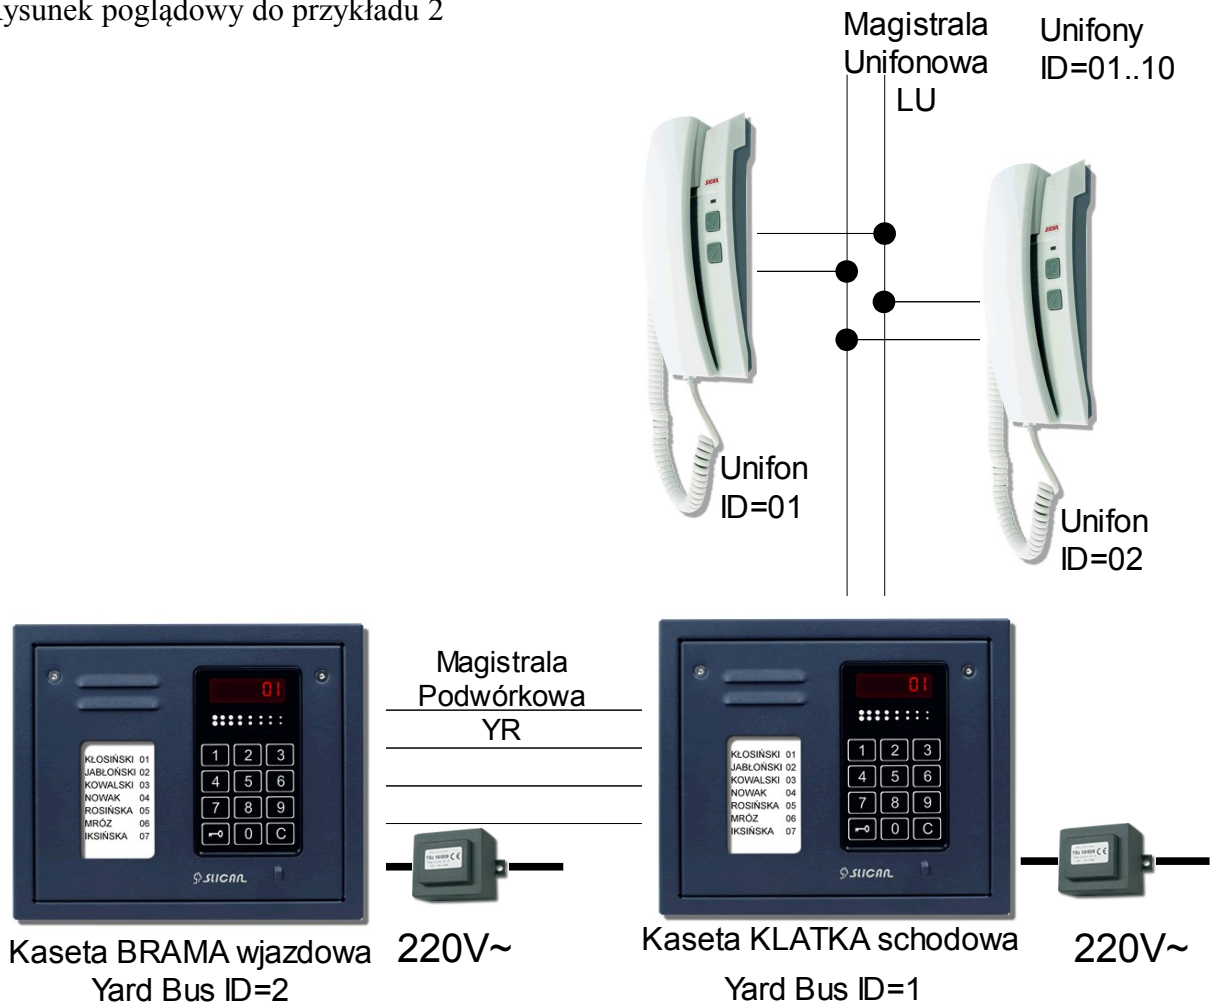 Rysunek poglądowy do przykładu 2
Magistrala
Unifonowa
LU
Unifony
ID=01..10
SLICAN
SLICAN
Unifon
ID=01
Unifon
ID=02
01
KŁOSIŃSKI 01
JABŁOŃSKI 02
KOWALSKI 03
NOWAK 04
ROSIŃSKA 05
MRÓZ 06
IKSIŃSKA 07
1 2 3
4 5 6
7 8 9
0 C
SLICAN
Magistrala
Podwórkowa
YR
01
KŁOSIŃSKI 01
JABŁOŃSKI 02
KOWALSKI 03
NOWAK 04
ROSIŃSKA 05
MRÓZ 06
IKSIŃSKA 07
1 2 3
4 5 6
7 8 9
0 C
SLICAN
Kaseta BRAMA wjazdowa
Yard Bus ID=2
220V~
Kaseta KLATKA schodowa
Yard Bus ID=1
220V~